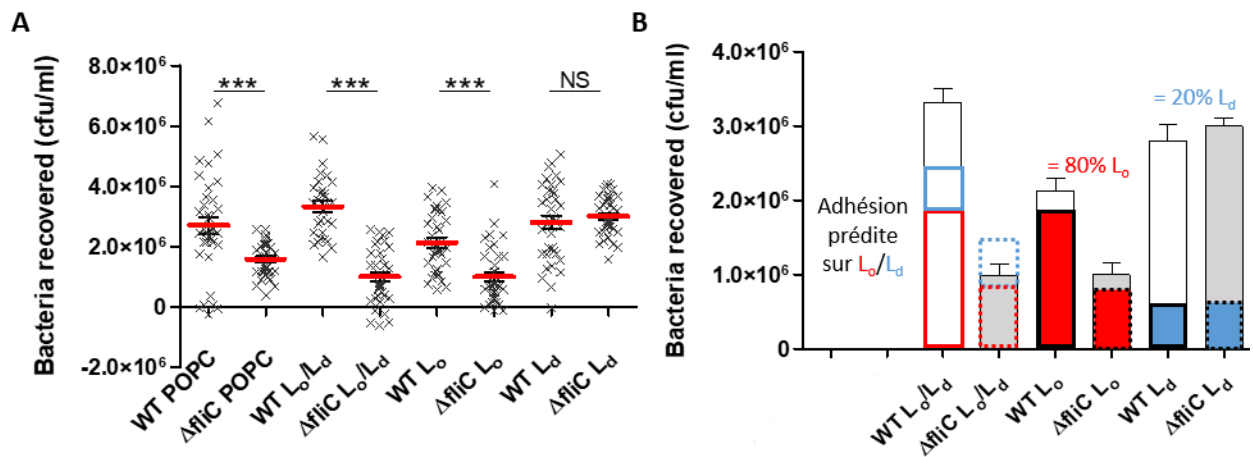 A
Bacteria recovered (cfu/ml)
8.0×10⁶
6.0×10⁶
4.0×10⁶
2.0×10⁶
0
-2.0×10⁶
***
***
***
NS
WT POPC
ΔfliC POPC
WT Lo/Ld
ΔfliC Lo/Ld
WT Lo
ΔfliC Lo
WT Ld
ΔfliC Ld
B
Bacteria recovered (cfu/ml)
4.0×10⁶
3.0×10⁶
2.0×10⁶
1.0×10⁶
0
= 20% Ld
= 80% Lo
Adhésion
prédite
sur Lo/Ld
WT Lo/Ld
ΔfliC Lo/Ld
WT Lo
ΔfliC Lo
WT Ld
ΔfliC Ld